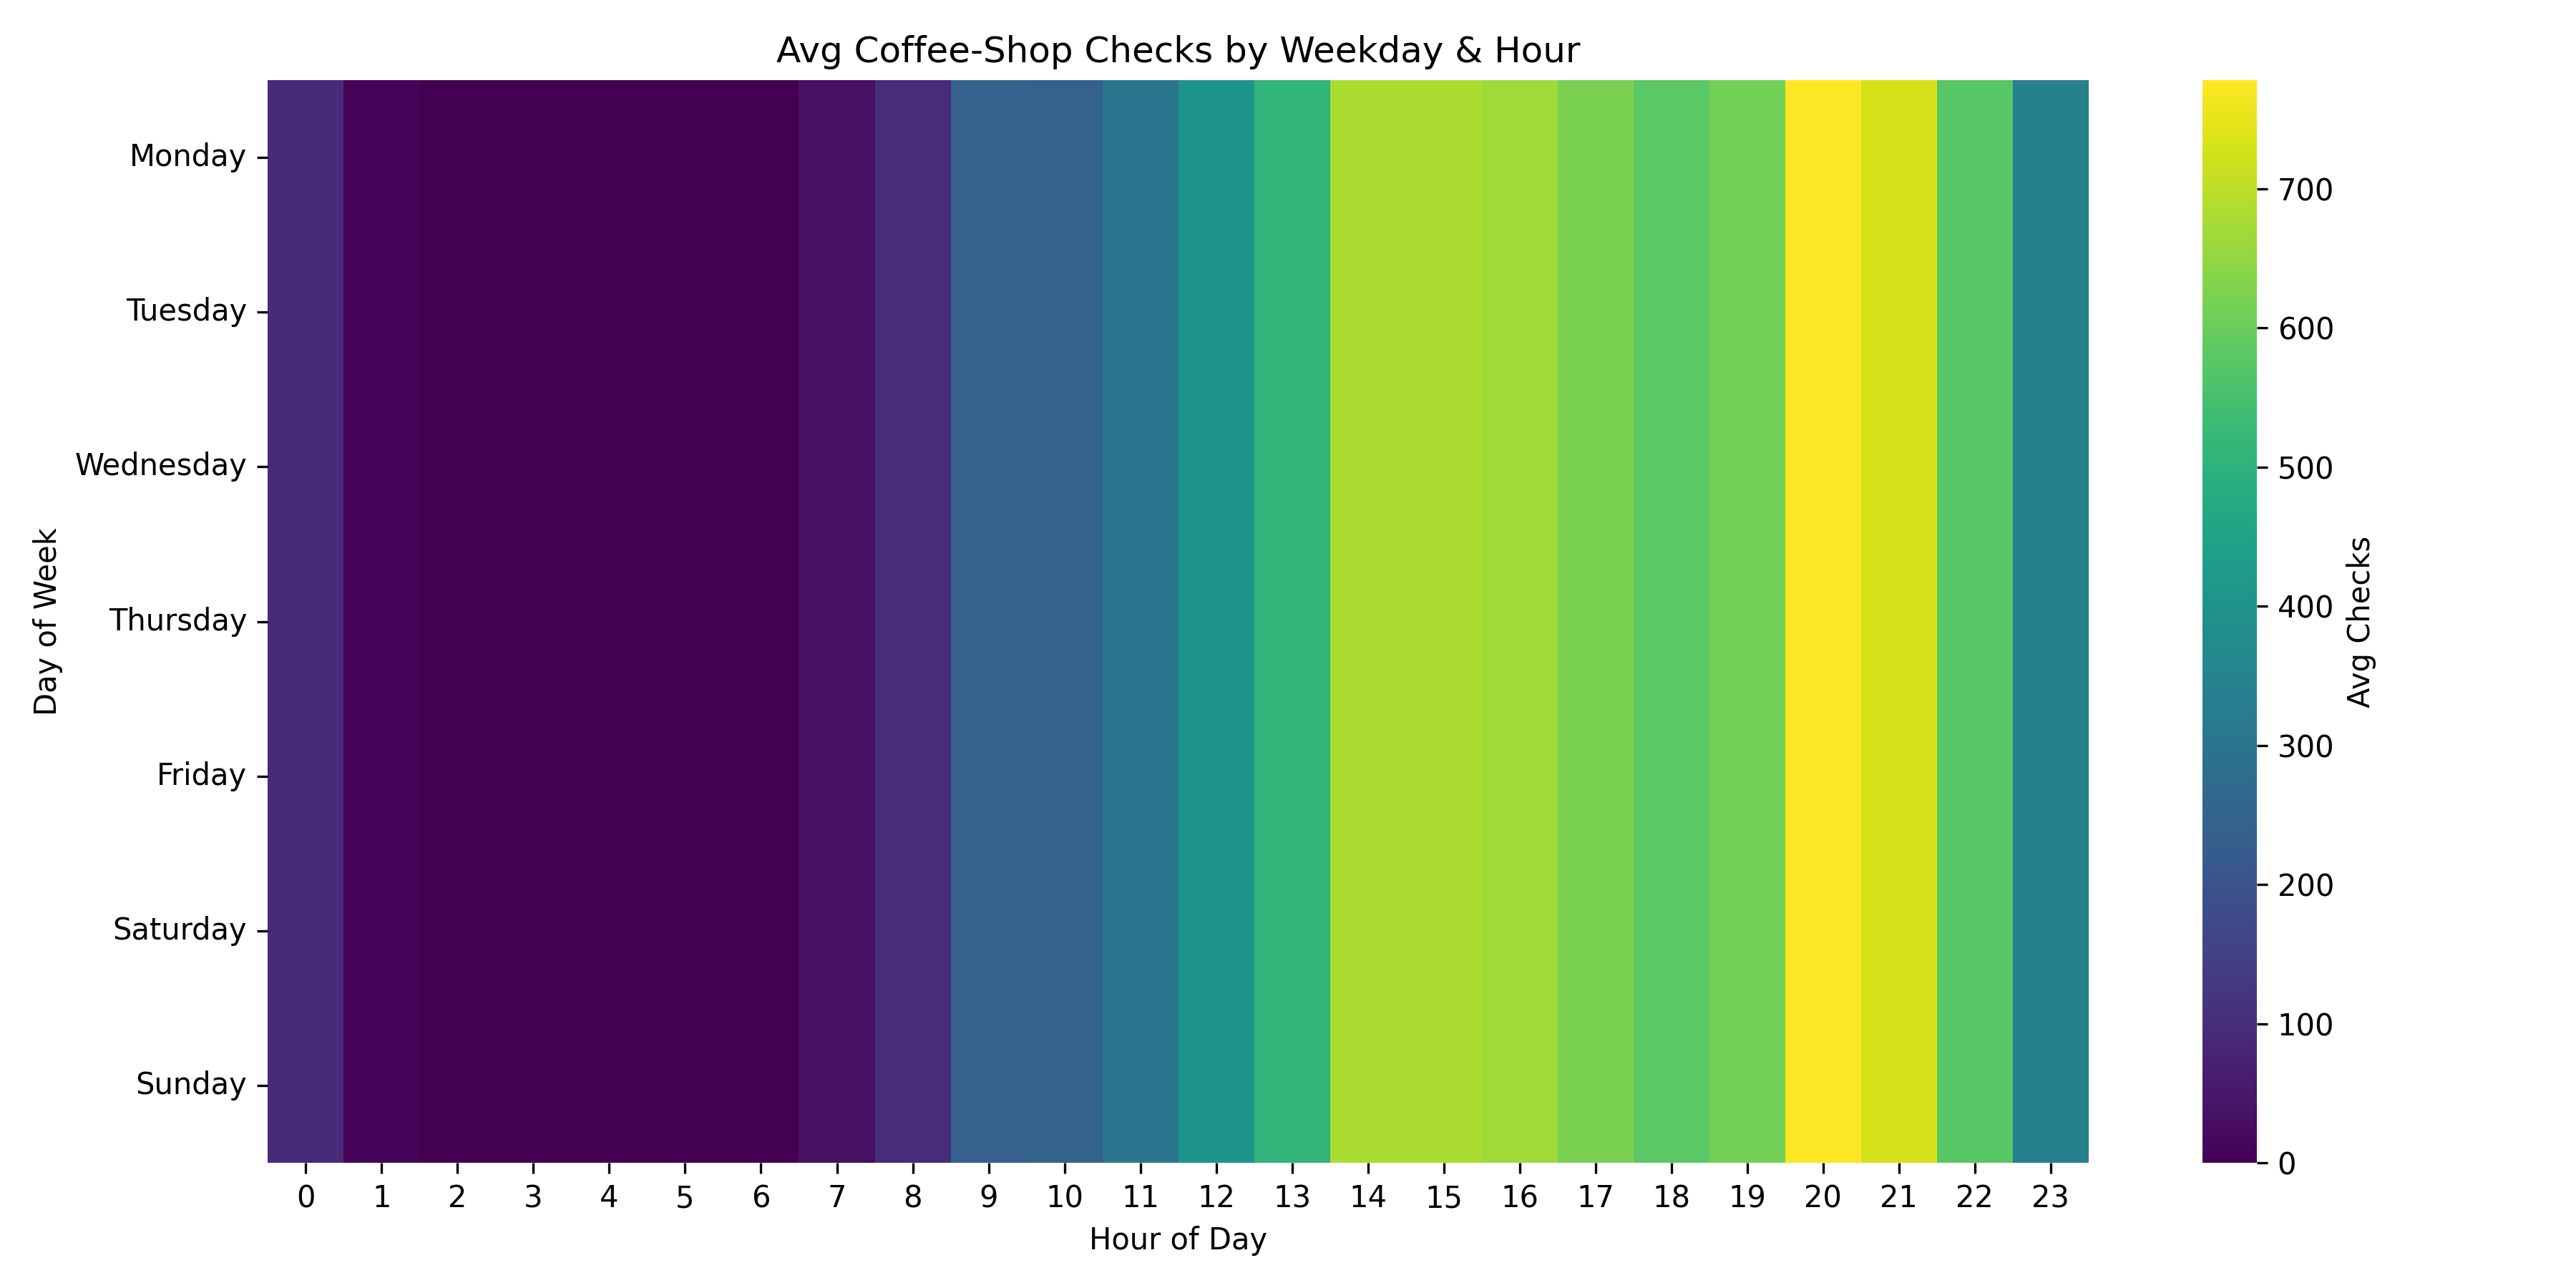 Avg Coffee-Shop Checks by Weekday & Hour
Day of Week
Monday
Tuesday
Wednesday
Thursday
Friday
Saturday
Sunday
0 1 2 3 4 5 6 7 8 9 10 11 12 13 14 15 16 17 18 19 20 21 22 23
Hour of Day
700
600
500
400
300
200
100
0
Avg Checks